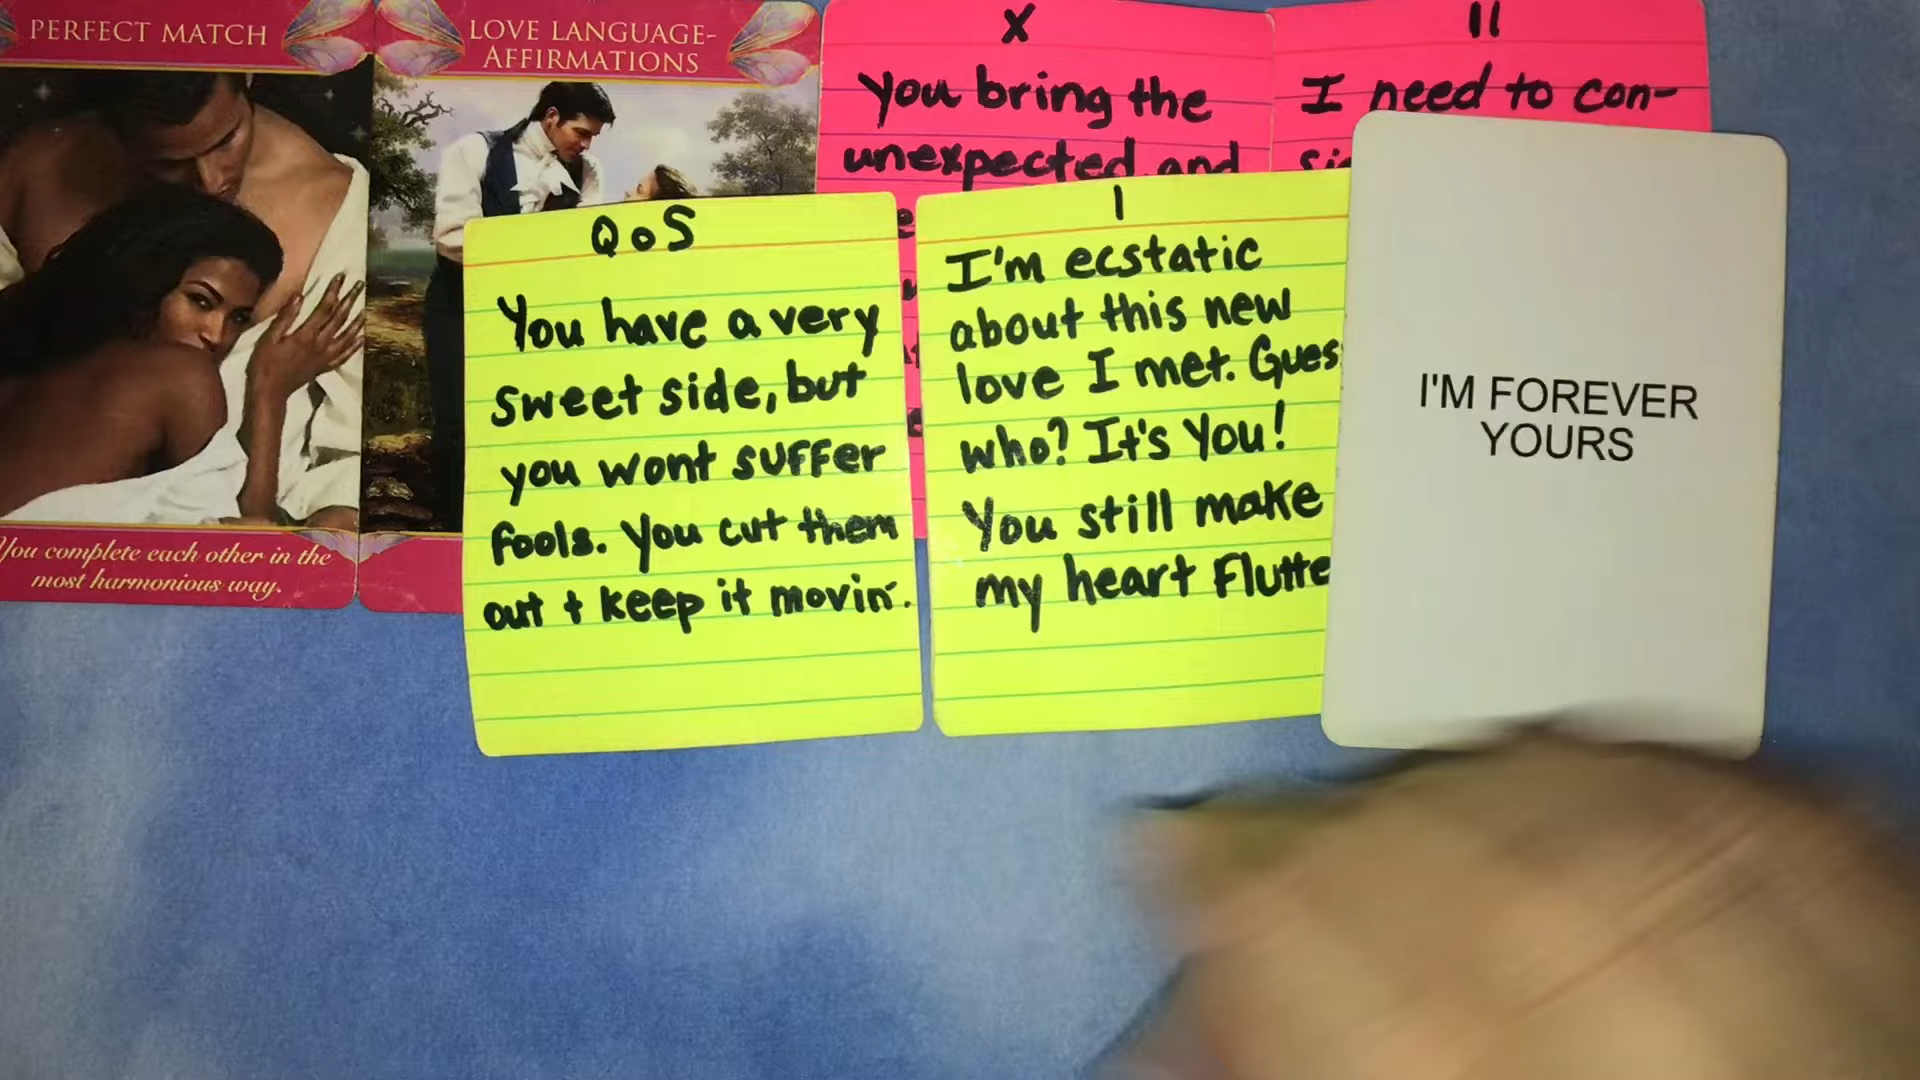 PERFECT MATCH
You complete each other in the
most harmonious way.
LOVE LANGUAGE-
AFFIRMATIONS
X
You bring the
unexpected and
II
I need to con-
QoS
You have a very
sweet side, but
you wont suffer
fools. You cut them
out + keep it movin'.
I
I'm ecstatic
about this new
love I met. Gues
who? It's You!
You still make
my heart Flutte
I'M FOREVER
YOURS